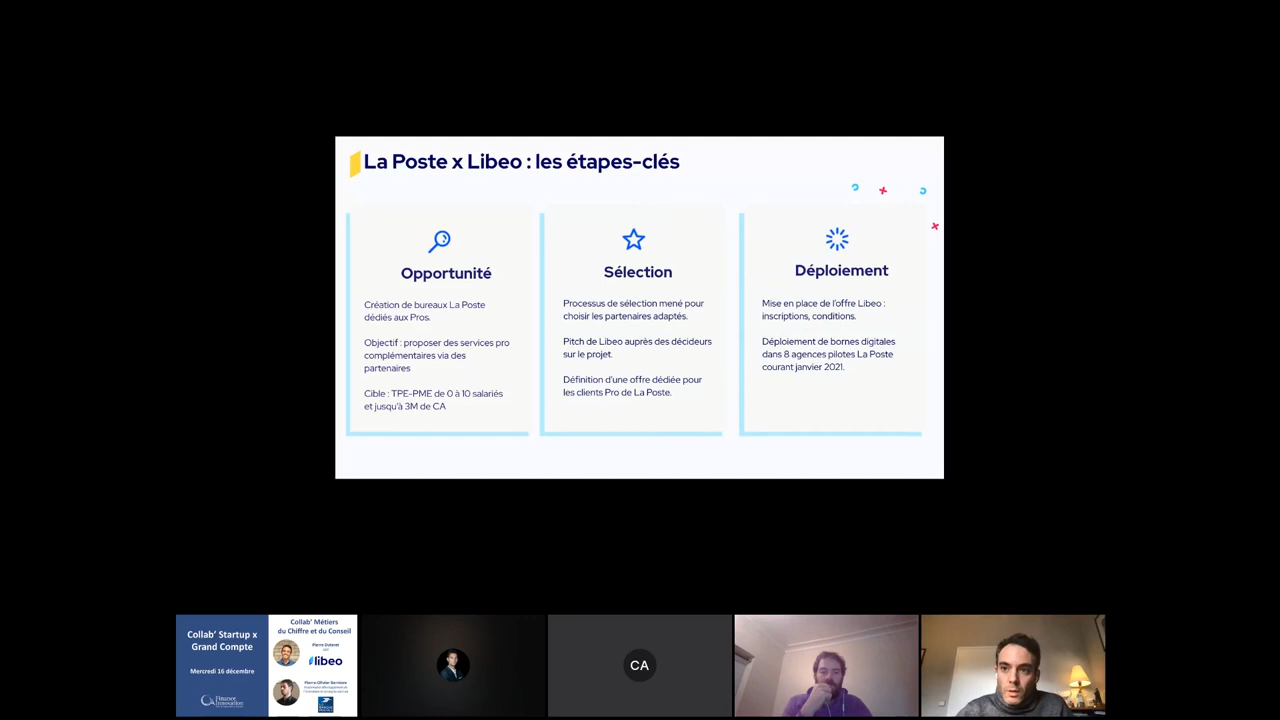 La Poste x Libeo : les étapes-clés
Opportunité
Création de bureaux La Poste
dédiés aux Pros.
Objectif : proposer des services pro
complémentaires via des
partenaires
Cible : TPE-PME de 0 à 10 salariés
et jusqu'à 3M de CA
Sélection
Processus de sélection mené pour
choisir les partenaires adaptés.
Pitch de Libeo auprès des décideurs
sur le projet.
Définition d'une offre dédiée pour
les clients Pro de La Poste.
Déploiement
Mise en place de l'offre Libeo :
inscriptions, conditions.
Déploiement de bornes digitales
dans 8 agences pilotes La Poste
courant janvier 2021.
Collab' Startup x
Grand Compte
Mercredi 16 décembre
Finance
Innovation
Collab' Métiers
du Chiffre et du Conseil
Pierre Dutaret
libeo
CA